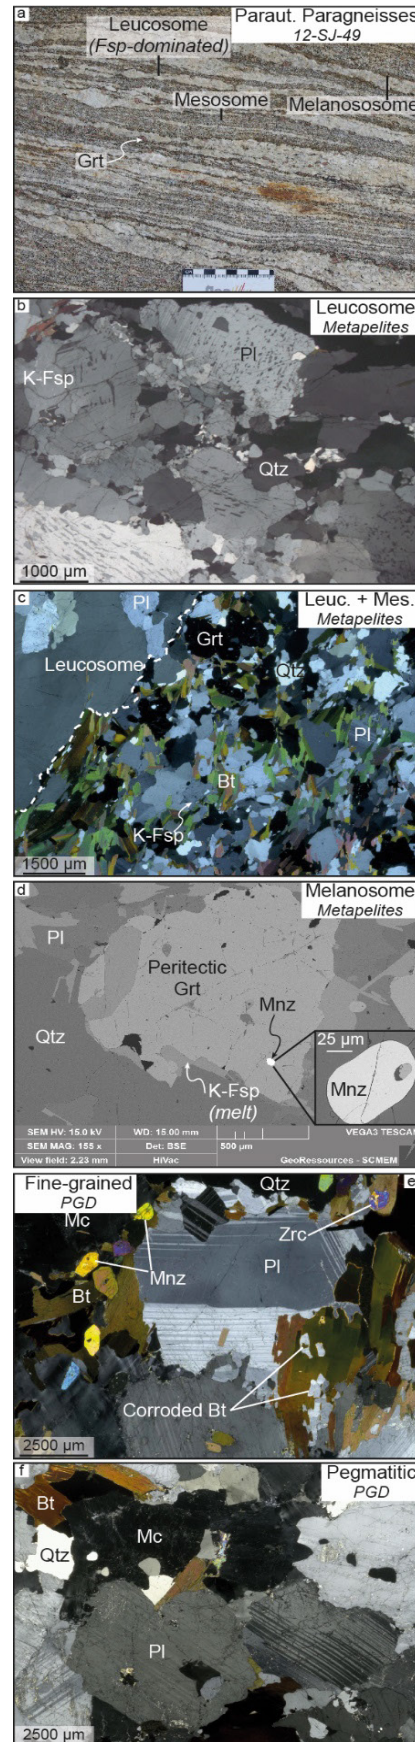 a
Paraut. Paragneisses
12-SJ-49
Leucosome
(Fsp-dominated)
Mesosome
Melanososome
Grt
b
Leucosome
Metapelites
Pl
K-Fsp
Qtz
1000 µm
c
Leuc. + Mes.
Metapelites
Pl
Grt
Leucosome
Qtz
Pl
Bt
K-Fsp
1500 µm
d
Melanosome
Metapelites
Pl
Peritectic
Grt
Mnz
Qtz
25 µm
K-Fsp
(melt)
Mnz
SEM HV: 15.0 kV
WD: 15.00 mm
VEGA3 TESCAN
SEM MAG: 155 x
Det: BSE
500 µm
View field: 2.23 mm
HiVac
GeoRessources - SCMEM
Fine-grained
PGD
Qtz
e
Mc
Zrc
Mnz
Pl
Bt
Corroded Bt
2500 µm
f
Pegmatitic
PGD
Bt
Mc
Qtz
Pl
2500 µm